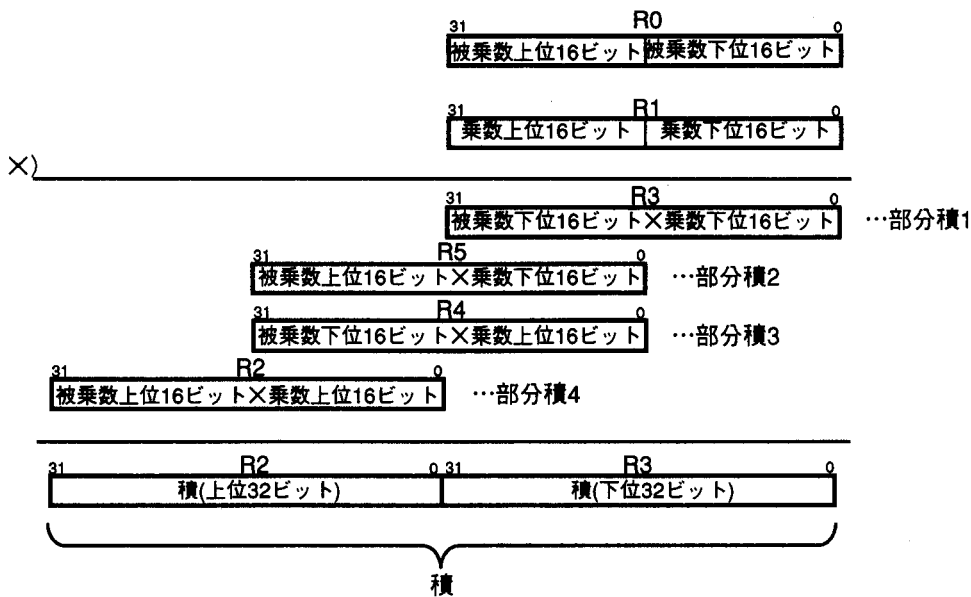 R0
31 0
被乗数上位16ビット 被乗数下位16ビット
R1
31 0
乗数上位16ビット 乗数下位16ビット
×)
R3
31 0
被乗数下位16ビット×乗数下位16ビット …部分積1
R5
31 0
被乗数上位16ビット×乗数下位16ビット …部分積2
R4
31 0
被乗数下位16ビット×乗数上位16ビット …部分積3
R2
31 0
被乗数上位16ビット×乗数上位16ビット …部分積4
R2 R3
31 0 31 0
積(上位32ビット) 積(下位32ビット)
積